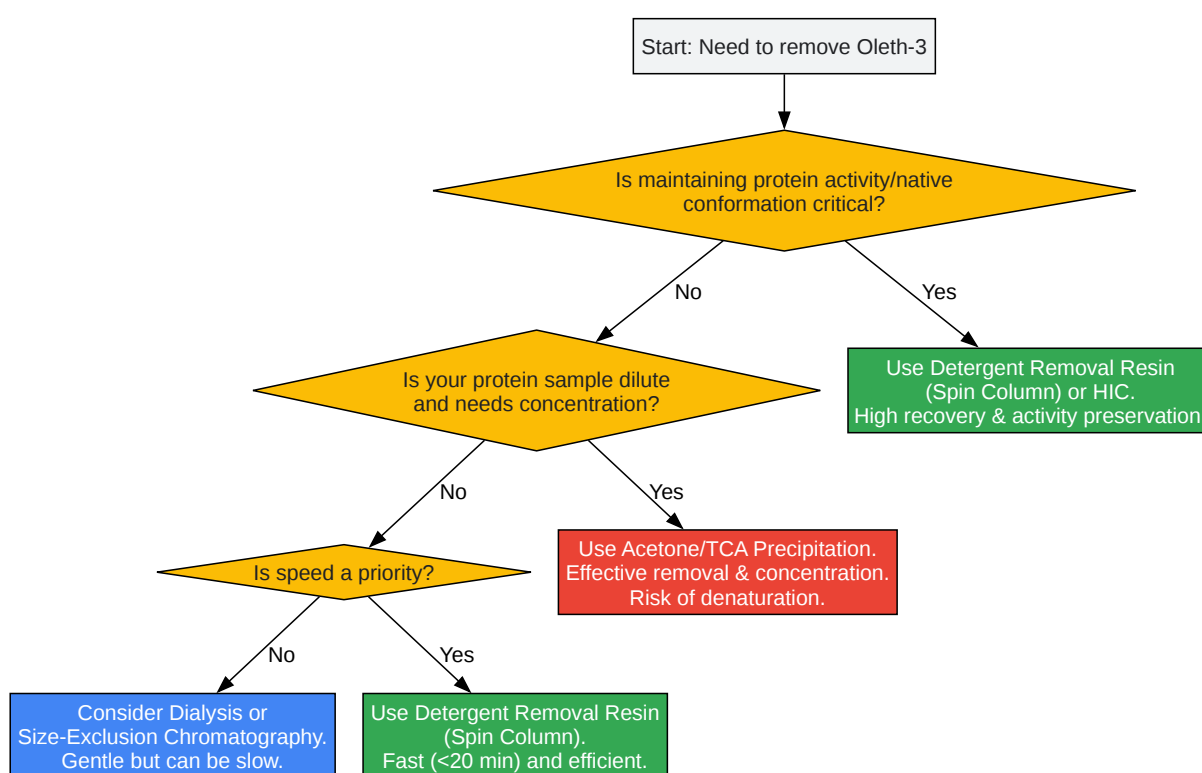 Start: Need to remove Oleth-3
Is maintaining protein activity/native
conformation critical?
No
Yes
Is your protein sample dilute
and needs concentration?
Use Detergent Removal Resin
(Spin Column) or HIC.
High recovery & activity preservation
No
Yes
Is speed a priority?
Use Acetone/TCA Precipitation.
Effective removal & concentration.
Risk of denaturation.
No
Yes
Consider Dialysis or
Size-Exclusion Chromatography.
Gentle but can be slow.
Use Detergent Removal Resin
(Spin Column).
Fast (<20 min) and efficient.